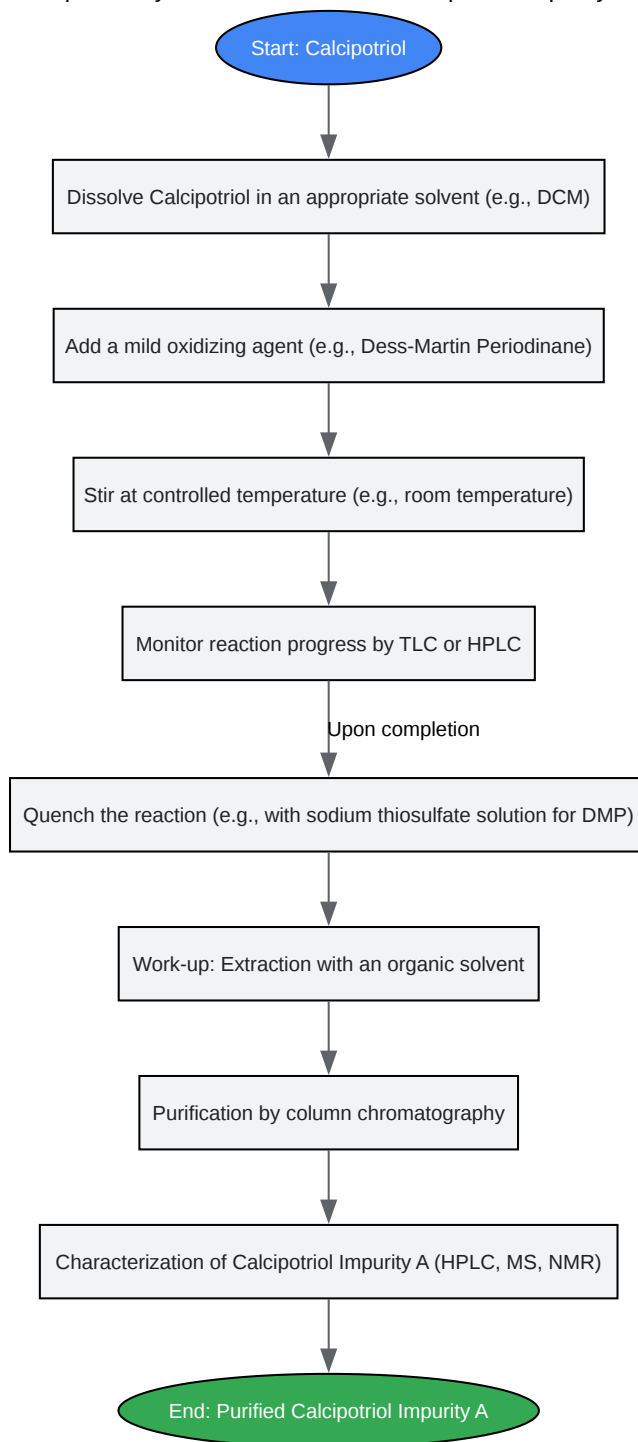 Start: Calcipotriol
Dissolve Calcipotriol in an appropriate solvent (e.g., DCM)
Add a mild oxidizing agent (e.g., Dess-Martin Periodinane)
Stir at controlled temperature (e.g., room temperature)
Monitor reaction progress by TLC or HPLC
Upon completion
Quench the reaction (e.g., with sodium thiosulfate solution for DMP)
Work-up: Extraction with an organic solvent
Purification by column chromatography
Characterization of Calcipotriol Impurity A (HPLC, MS, NMR)
End: Purified Calcipotriol Impurity A